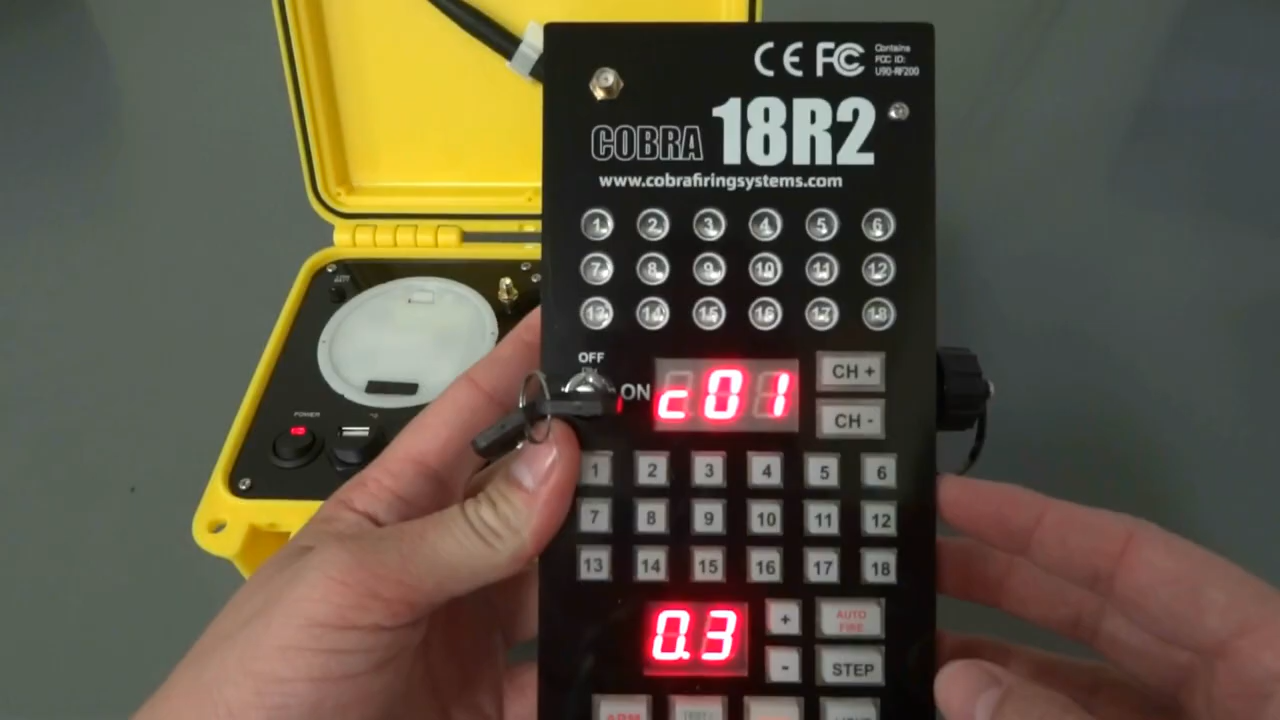 CE FC Contains
FCC ID:
U90-RF200
COBRA 18R2
www.cobrafiringsystems.com
1 2 3 4 5 6
7 8 9 10 11 12
13 14 15 16 17 18
OFF
ON
c01
CH +
CH -
POWER
1 2 3 4 5 6
7 8 9 10 11 12
13 14 15 16 17 18
0.3
+
-
AUTO
FIRE
STEP
ARM